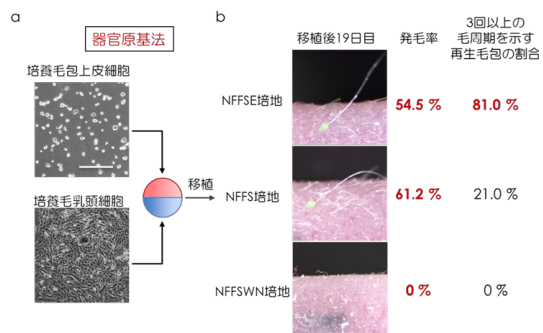 a
器官原基法
培養毛包上皮細胞
培養毛乳頭細胞
移植
b
移植後19日目
発毛率
3回以上の
毛周期を示す
再生毛包の割合
NFFSE培地
54.5 %
81.0 %
NFFS培地
61.2 %
21.0 %
NFFSWN培地
0 %
0 %